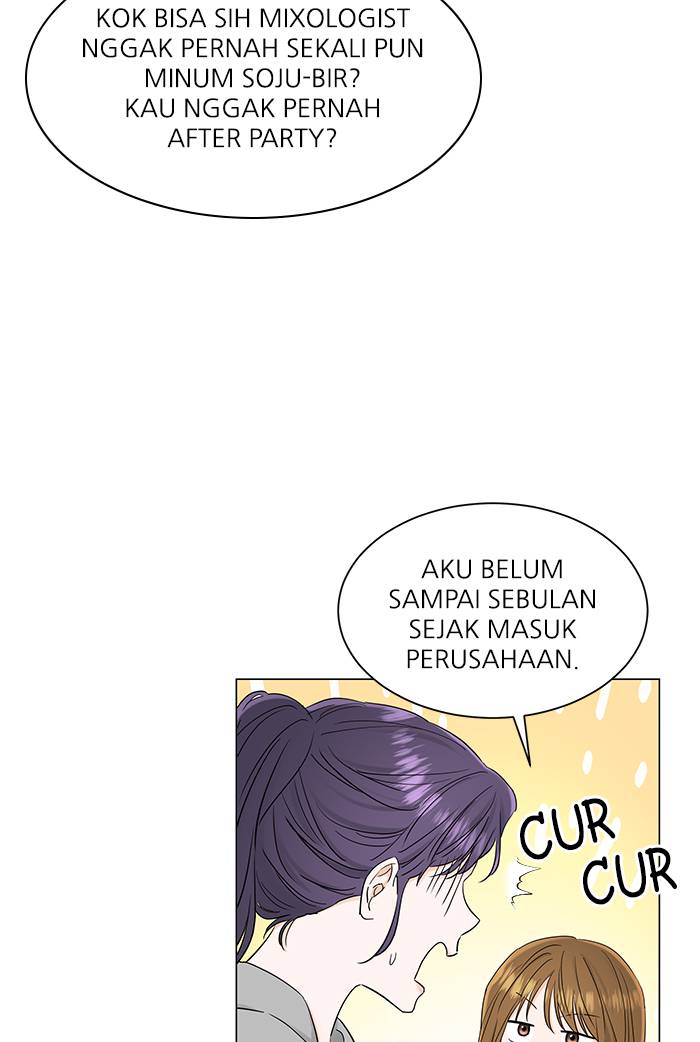 KOK BISA SIH MIXOLOGIST
NGGAK PERNAH SEKALI PUN
MINUM SOJU-BIR?
KAU NGGAK PERNAH
AFTER PARTY?
AKU BELUM
SAMPAI SEBULAN
SEJAK MASUK
PERUSAHAAN.
CUR
CUR